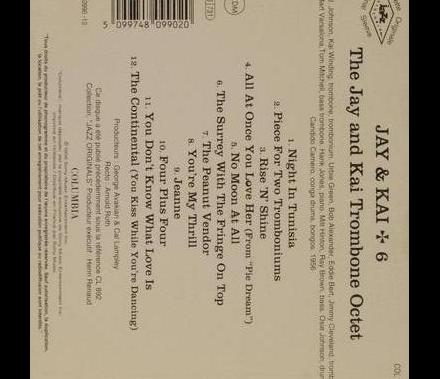 JAY & KAI + 6
The Jay and Kai Trombone Octet
J. Johnson, Kai Winding, trombone, trombonium. Urbie Green, Bob Alexander, Eddie Bert, Jimmy Cleveland,
Bart Varsalona, Tom Mitchell, bass trombone. Hank Jones, piano. Milt Hinton, Ray Brown, bass. Osie Johnson,
Candido Camero, conga drums, bongos. 1956
1. Night In Tunisia
2. Piece For Two Tromboniums
3. Rise 'N' Shine
4. All At Once You Love Her (From "Pie Dream")
5. No Moon At All
6. The Surrey With The Fringe On Top
7. The Peanut Vendor
8. You're My Thrill
9. Jeanne
10. Four Plus Four
11. You Don't Know What Love Is
12. The Continental (You Kiss While You're Dancing)
Producteurs : George Avakian & Cal Lampley
Recto : Arnold Roth
Ce disque a été publié précédemment sous la référence CL 892
Collection "JAZZ ORIGINALS" Producteur exécutif : Henri Renaud
COLUMBIA
5 099748 099020